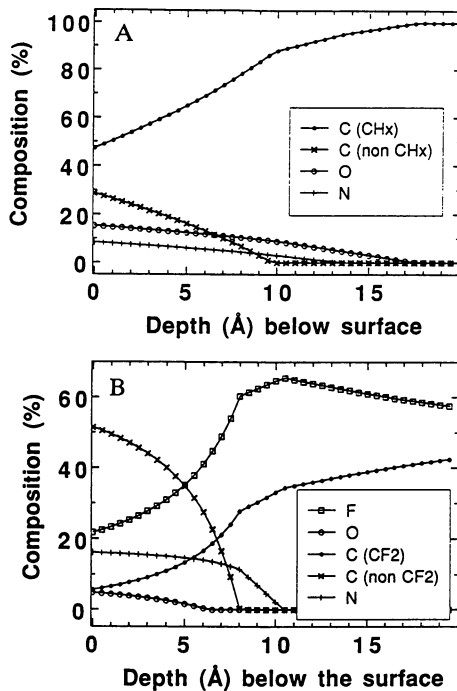 A
Composition (%)
100
80
60
40
20
0
C (CHx)
C (non CHx)
O
N
0 5 10 15
Depth (Å) below surface
B
Composition (%)
60
40
20
0
F
O
C (CF2)
C (non CF2)
N
0 5 10 15
Depth (Å) below the surface